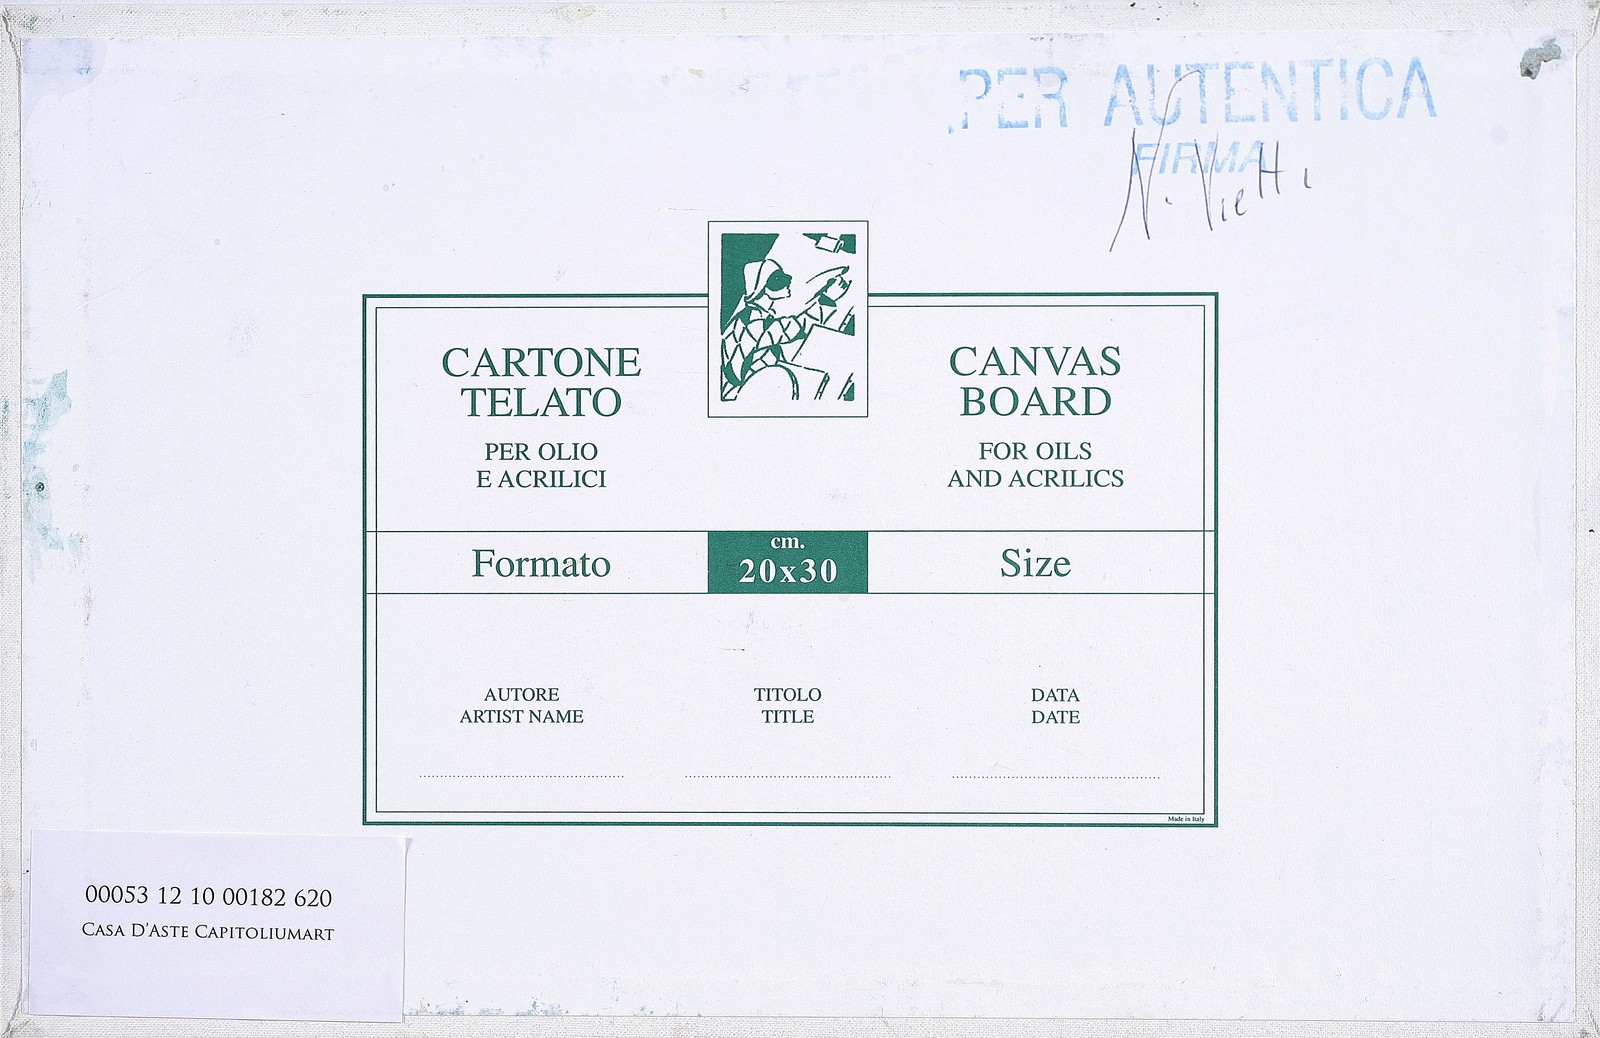 PER AUTENTICA
FIRMA
N. Vietti
CARTONE
TELATO
PER OLIO
E ACRILICI
CANVAS
BOARD
FOR OILS
AND ACRILICS
Formato
cm.
20x30
Size
AUTORE
ARTIST NAME
TITOLO
TITLE
DATA
DATE
Made in Italy
00053 12 10 00182 620
CASA D'ASTE CAPITOLIUMART